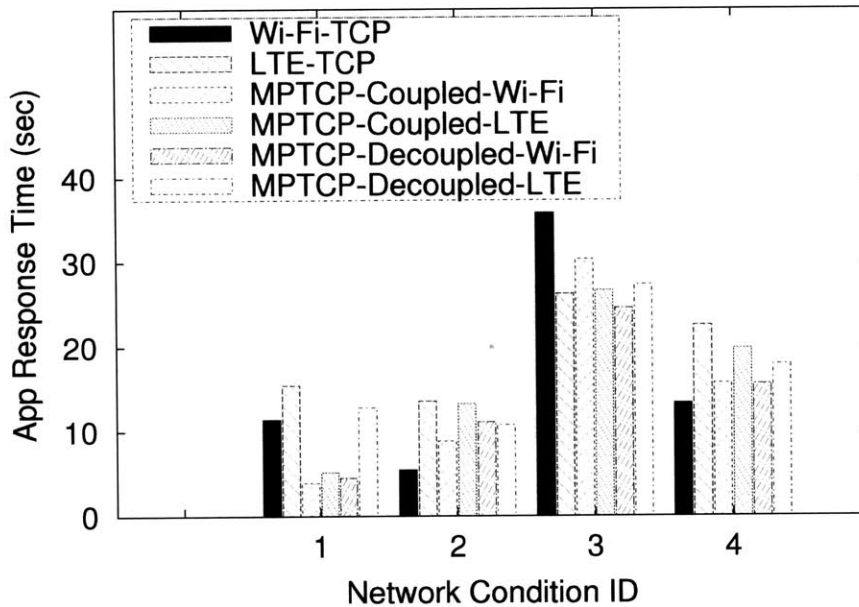 Wi-Fi-TCP
LTE-TCP
MPTCP-Coupled-Wi-Fi
MPTCP-Coupled-LTE
MPTCP-Decoupled-Wi-Fi
MPTCP-Decoupled-LTE
App Response Time (sec)
40
30
20
10
0
1 2 3 4
Network Condition ID